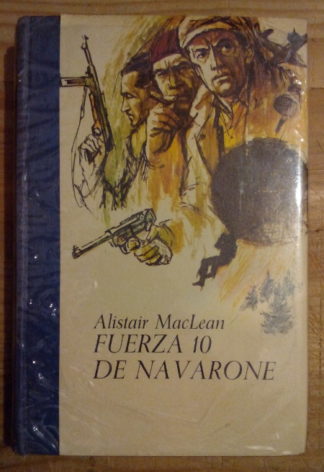 Alistair MacLean
FUERZA 10
DE NAVARONE